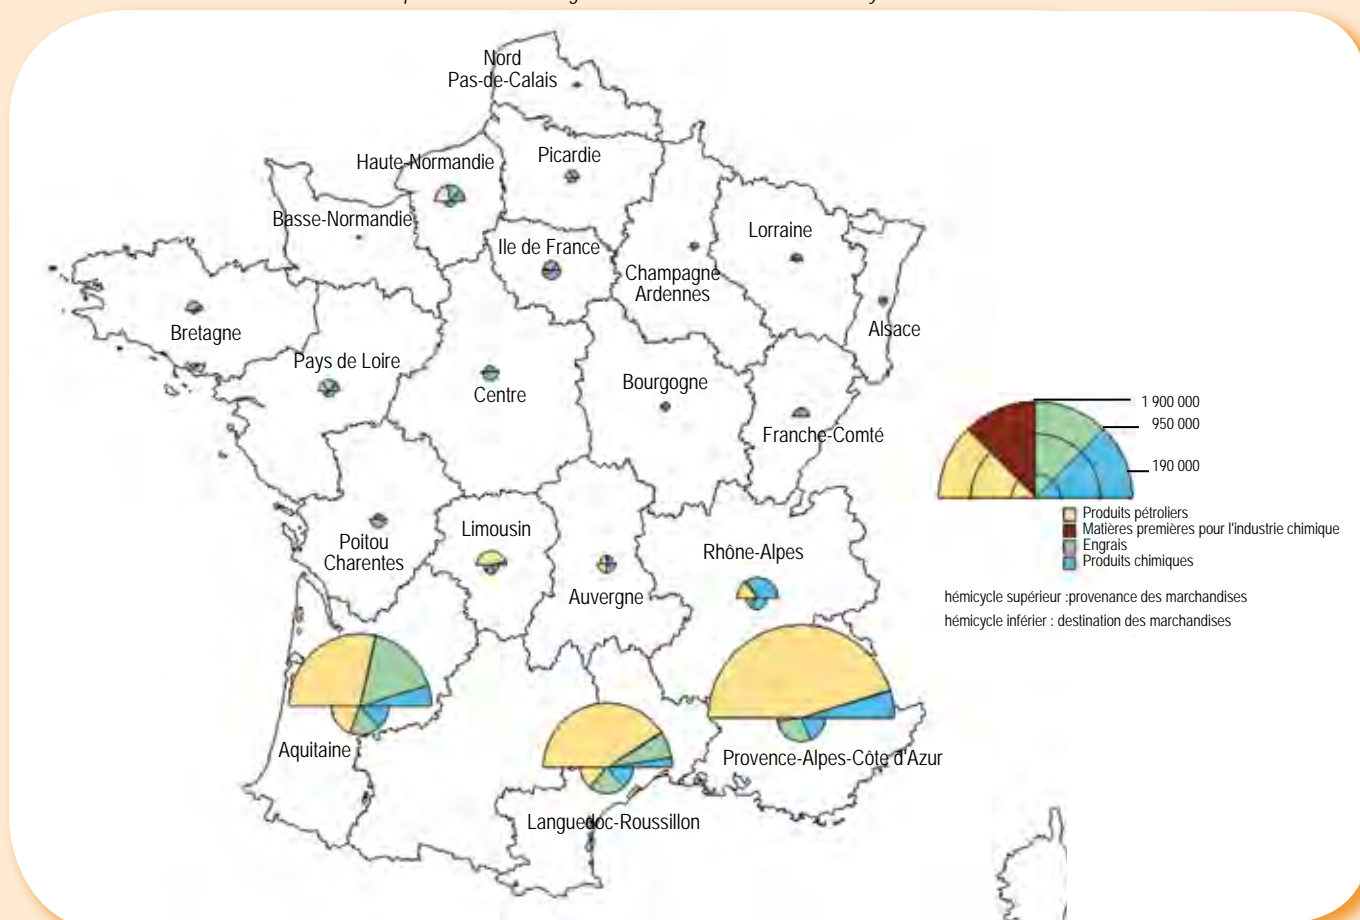 Nord
Pas-de-Calais
Picardie
Haute-Normandie
Basse-Normandie
Ile de France
Lorraine
Champagne
Ardennes
Alsace
Bretagne
Pays de Loire
Centre
Bourgogne
Franche-Comté
1 900 000
950 000
190 000
Produits pétroliers
Matières premières pour l'industrie chimique
Engrais
Produits chimiques
hémicycle supérieur :provenance des marchandises
hémicycle inférier : destination des marchandises
Poitou
Charentes
Limousin
Auvergne
Rhône-Alpes
Aquitaine
Languedoc-Roussillon
Provence-Alpes-Côte d'Azur